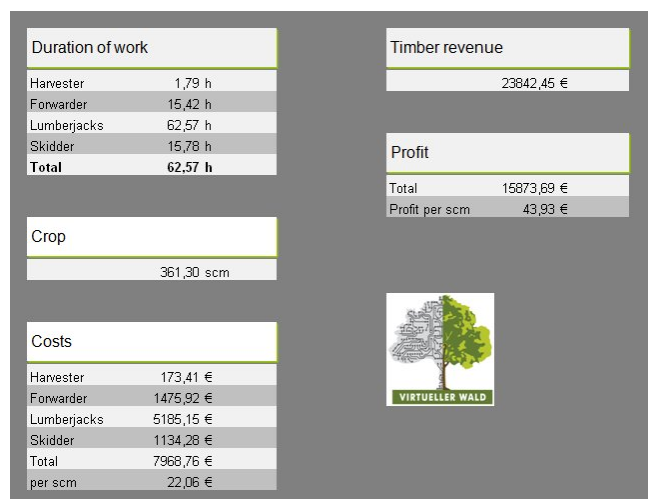 Duration of work
Harvester 1,79 h
Forwarder 15,42 h
Lumberjacks 62,57 h
Skidder 15,78 h
Total 62,57 h
Crop
361,30 scm
Costs
Harvester 173,41 €
Forwarder 1475,92 €
Lumberjacks 5185,15 €
Skidder 1134,28 €
Total 7968,76 €
per scm 22,06 €
Timber revenue
23842,45 €
Profit
Total 15873,69 €
Profit per scm 43,93 €
VIRTUELLER WALD